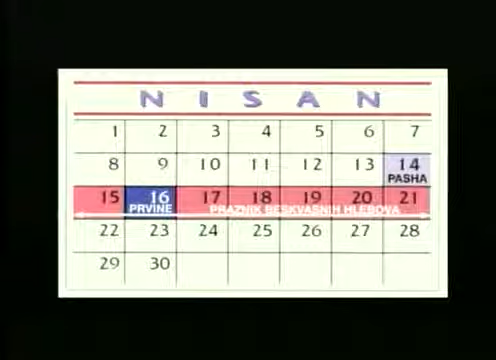 NISAN
1 2 3 4 5 6 7
8 9 10 11 12 13 14
PASHA
15 16 17 18 19 20 21
PRVINE PRAZNIK BESKVASNIH HLEBOVA
22 23 24 25 26 27 28
29 30